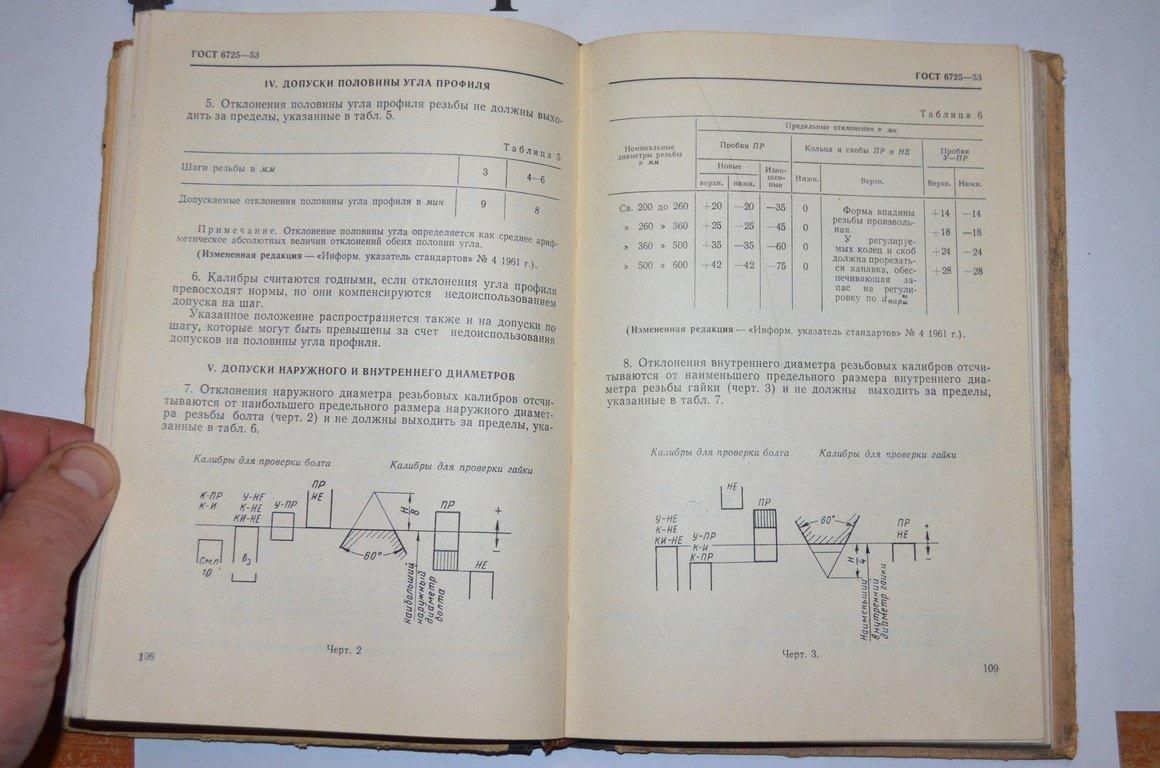 ГОСТ 6725—53
IV. ДОПУСКИ ПОЛОВИНЫ УГЛА ПРОФИЛЯ
5. Отклонения половины угла профиля резьбы не должны выхо-
дить за пределы, указанные в табл. 5.
Таблица 5
Шаги резьбы в мм 3 4—6
Допускаемые отклонения половины угла профиля в мин 9 8
Примечание. Отклонение половины угла определяется как среднее ариф-
метическое абсолютных величин отклонений обеих половин угла.
(Измененная редакция — «Информ. указатель стандартов» № 4 1961 г.).
6. Калибры считаются годными, если отклонения угла профиля
превосходят нормы, но они компенсируются недоиспользованием
допуска на шаг.
Указанное положение распространяется также и на допуски по
шагу, которые могут быть превышены за счет недоиспользования
допусков на половины угла профиля.
V. ДОПУСКИ НАРУЖНОГО И ВНУТРЕННЕГО ДИАМЕТРОВ
7. Отклонения наружного диаметра резьбовых калибров отсчи-
тываются от наибольшего предельного размера наружного диамет-
ра резьбы болта (черт. 2) и не должны выходить за пределы, ука-
занные в табл. 6.
Калибры для проверки болта Калибры для проверки гайки
К-ПР
К-И
У-НЕ
К-НЕ
КИ-НЕ
У-ПР
ПР
НЕ
H
8
ПР
+
−
См.п
10
в3
60°
НЕ
Наибольший
наружный
диаметр
болта
Черт. 2
108
ГОСТ 6725—53
Таблица 6
Номинальные
диаметры резьбы
в мм
Предельные отклонения в мк
Пробки ПР
Кольца и скобы ПР и НЕ
Пробки
У—ПР
Новые
Изно-
шен-
ные
верхн. нижн.
Нижн. Верхн. Верхн. Нижн.
Св. 200 до 260 +20 —20 —35 0 +14 —14
» 260 » 360 +25 —25 —45 0 +18 —18
» 360 » 500 +35 —35 —60 0 +24 —24
» 500 » 600 +42 —42 —75 0 +28 —28
Форма впадины
резьбы произволь-
ная.
У регулируе-
мых колец и скоб
должна прорезать-
ся канавка, обес-
печивающая за-
пас на регули-
ровку по dнар
(Измененная редакция — «Информ. указатель стандартов» № 4 1961 г.).
8. Отклонения внутреннего диаметра резьбовых калибров отсчи-
тываются от наименьшего предельного размера внутреннего диа-
метра резьбы гайки (черт. 3) и не должны выходить за пределы,
указанные в табл. 7.
Калибры для проверки болта Калибры для проверки гайки
НЕ
ПР
У-НЕ
К-НЕ
КИ-НЕ
У-ПР
К-И
К-ПР
60°
H
4
ПР
НЕ
+
−
Наименьший
внутренний
диаметр гайки
Черт. 3.
109